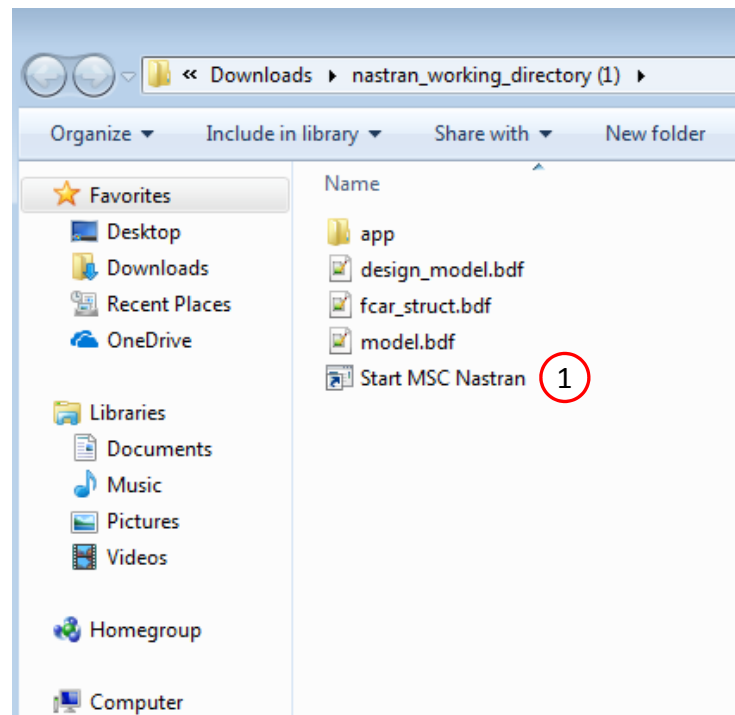 « Downloads ▸ nastran_working_directory (1) ▸
Organize ▾ Include in library ▾ Share with ▾ New folder
Favorites
Desktop
Downloads
Recent Places
OneDrive
Libraries
Documents
Music
Pictures
Videos
Homegroup
Computer
Name
app
design_model.bdf
fcar_struct.bdf
model.bdf
Start MSC Nastran 1